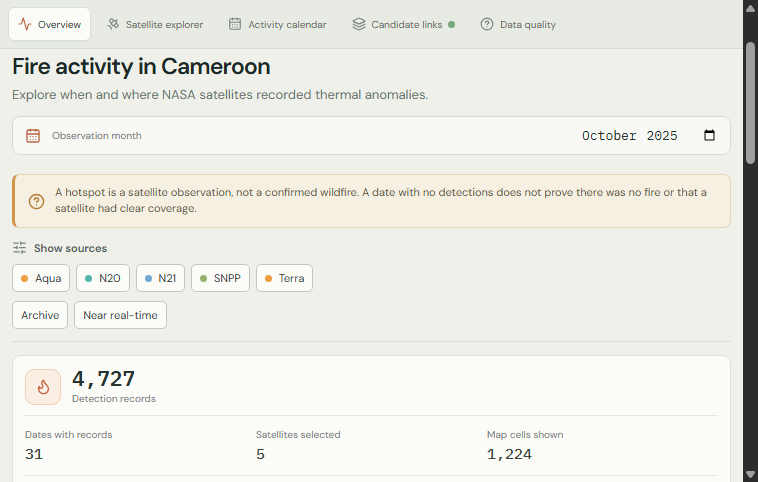 Overview
Satellite explorer
Activity calendar
Candidate links
Data quality
Fire activity in Cameroon
Explore when and where NASA satellites recorded thermal anomalies.
Observation month
October 2025
A hotspot is a satellite observation, not a confirmed wildfire. A date with no detections does not prove there was no fire or that a
satellite had clear coverage.
Show sources
Aqua
N20
N21
SNPP
Terra
Archive
Near real-time
4,727
Detection records
Dates with records
Satellites selected
Map cells shown
31
5
1,224